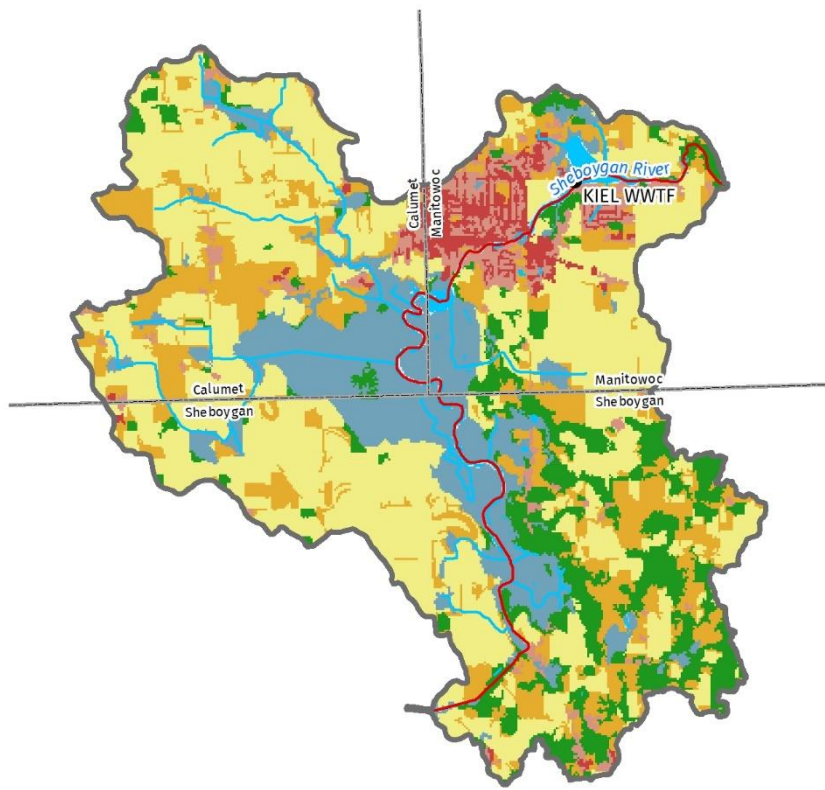 Sheboygan River
KIEL WWTF
Calumet
Manitowoc
Calumet
Sheboygan
Manitowoc
Sheboygan